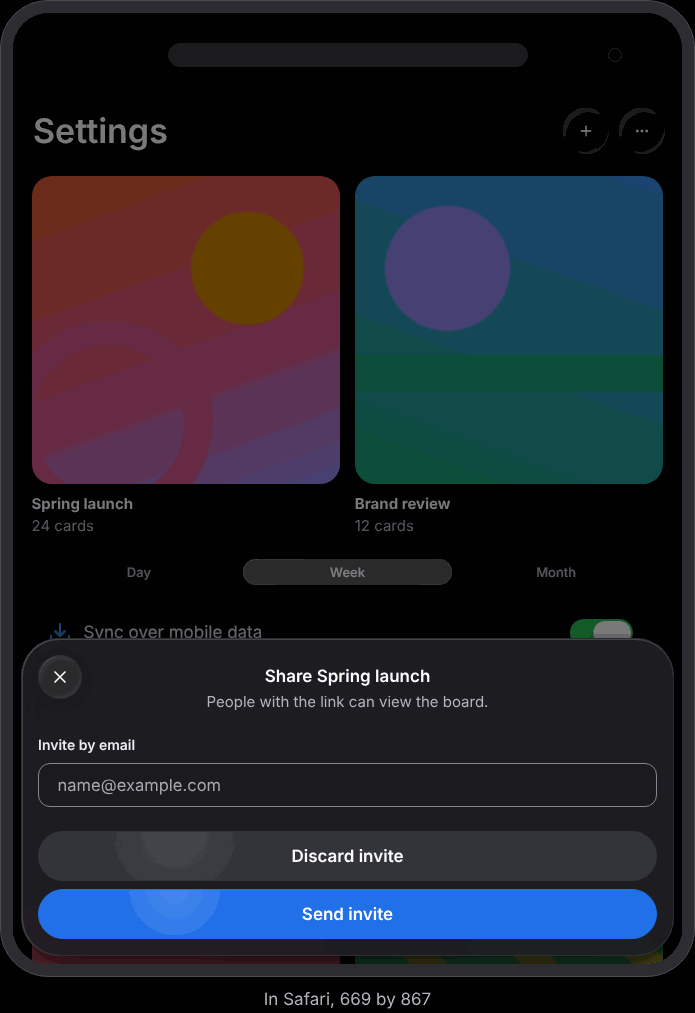 Settings
Spring launch
Brand review
24 cards
12 cards
Day
Week
Month
Sync over mobile data
Share Spring launch
People with the link can view the board.
Invite by email
name@example.com
Discard invite
Send invite
In Safari, 669 by 867